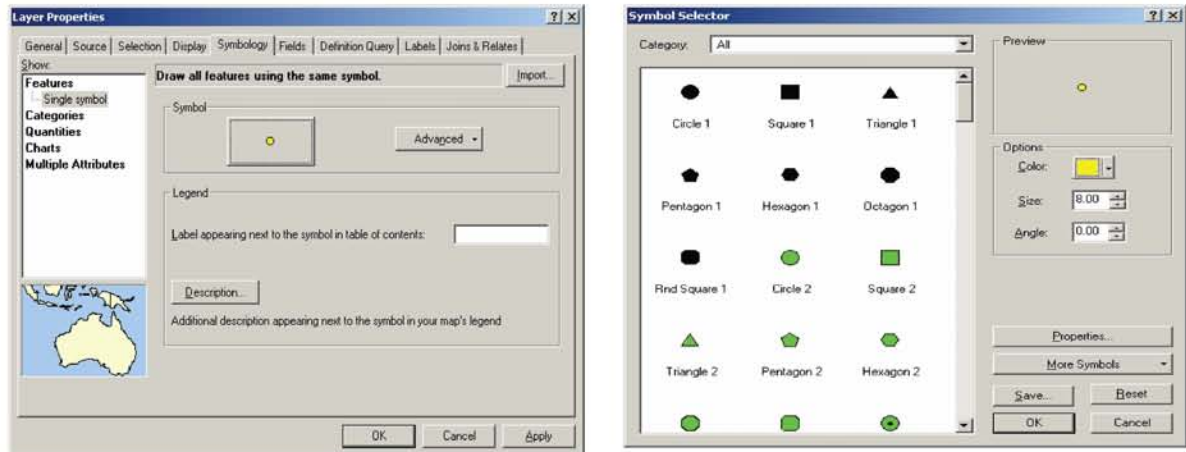 Layer Properties
General Source Selection Display Symbology Fields Definition Query Labels Joins & Relates
Show:
Features
Single symbol
Categories
Quantities
Charts
Multiple Attributes
Draw all features using the same symbol.
Import...
Symbol
Advanced
Legend
Label appearing next to the symbol in table of contents:
Description...
Additional description appearing next to the symbol in your map's legend
OK Cancel Apply
Symbol Selector
Category: All
Circle 1 Square 1 Triangle 1
Pentagon 1 Hexagon 1 Octagon 1
Rnd Square 1 Circle 2 Square 2
Triangle 2 Pentagon 2 Hexagon 2
Preview
Options
Color:
Size: 8.00
Angle: 0.00
Properties...
More Symbols
Save... Reset
OK Cancel